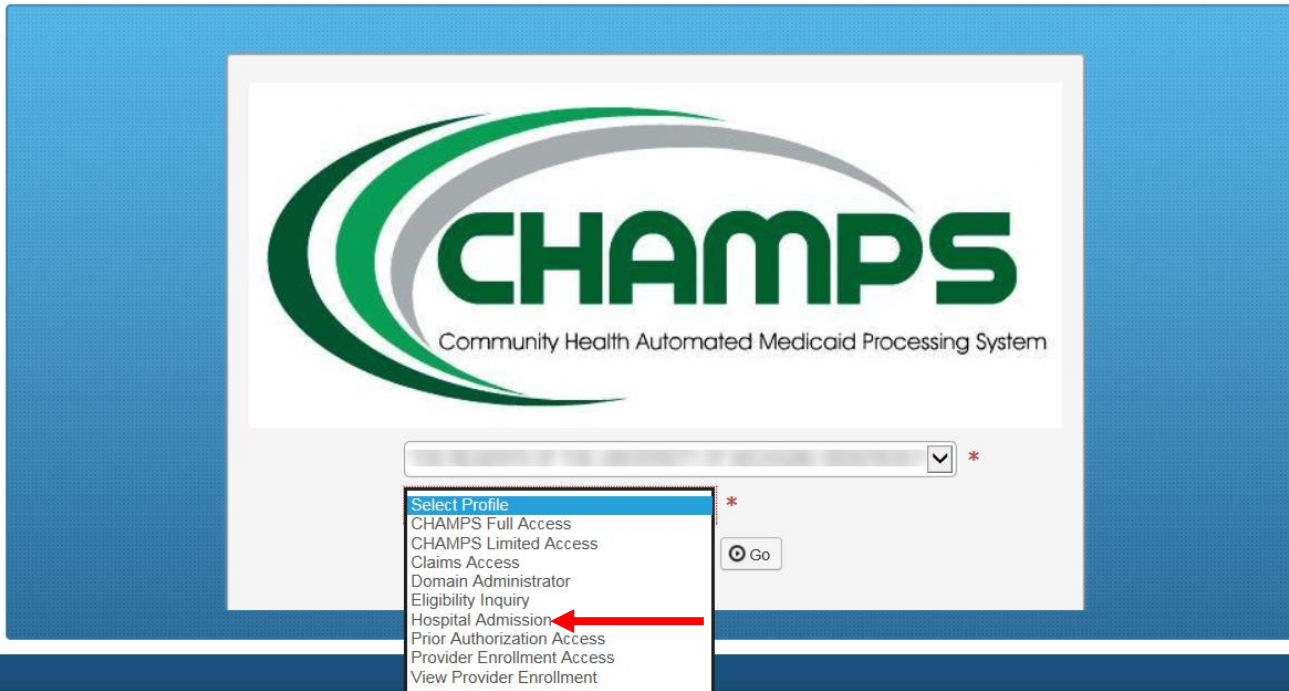 CHAMPS
Community Health Automated Medicaid Processing System
*
Select Profile
*
CHAMPS Full Access
CHAMPS Limited Access
Go
Claims Access
Domain Administrator
Eligibility Inquiry
Hospital Admission
Prior Authorization Access
Provider Enrollment Access
View Provider Enrollment